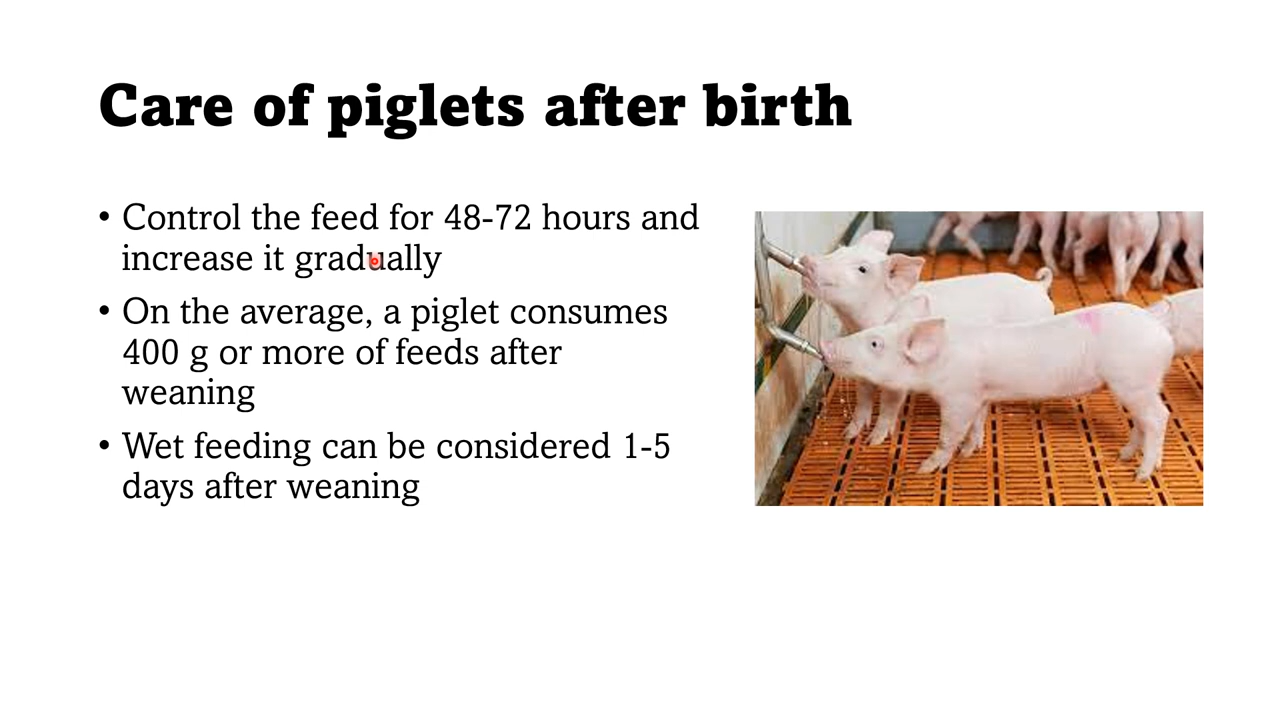 Care of piglets after birth
• Control the feed for 48-72 hours and
increase it gradually
• On the average, a piglet consumes
400 g or more of feeds after
weaning
• Wet feeding can be considered 1-5
days after weaning